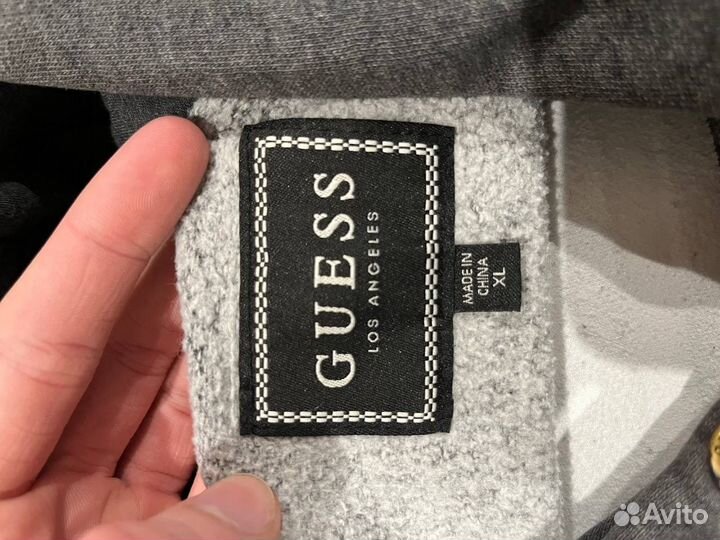 GUESS
LOS ANGELES
MADE IN
CHINA
XL
Avito